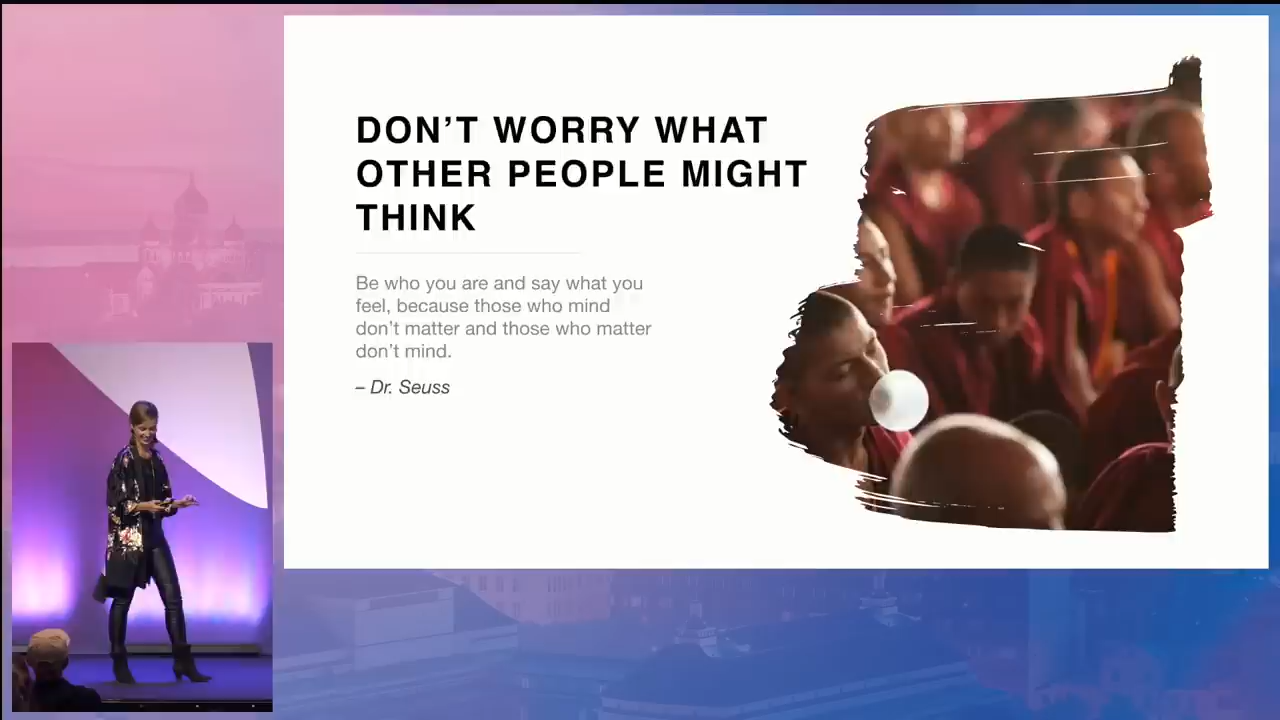 DON’T WORRY WHAT
OTHER PEOPLE MIGHT
THINK
Be who you are and say what you
feel, because those who mind
don’t matter and those who matter
don’t mind.
– Dr. Seuss